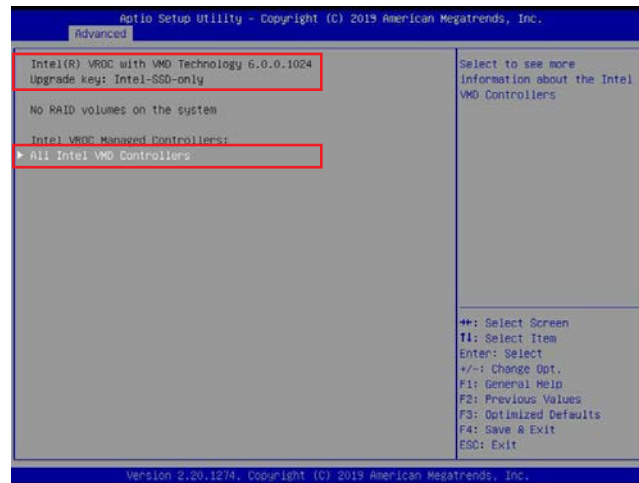 Aptio Setup Utility - Copyright (C) 2019 American Megatrends, Inc.
Advanced
Intel(R) VROC with VMD Technology 6.0.0.1024
Upgrade key: Intel-SSD-only
No RAID volumes on the system
Intel VROC Managed Controllers:
All Intel VMD Controllers
Select to see more
information about the Intel
VMD Controllers
→←: Select Screen
↑↓: Select Item
Enter: Select
+/-: Change Opt.
F1: General Help
F2: Previous Values
F3: Optimized Defaults
F4: Save & Exit
ESC: Exit
Version 2.20.1274. Copyright (C) 2019 American Megatrends, Inc.